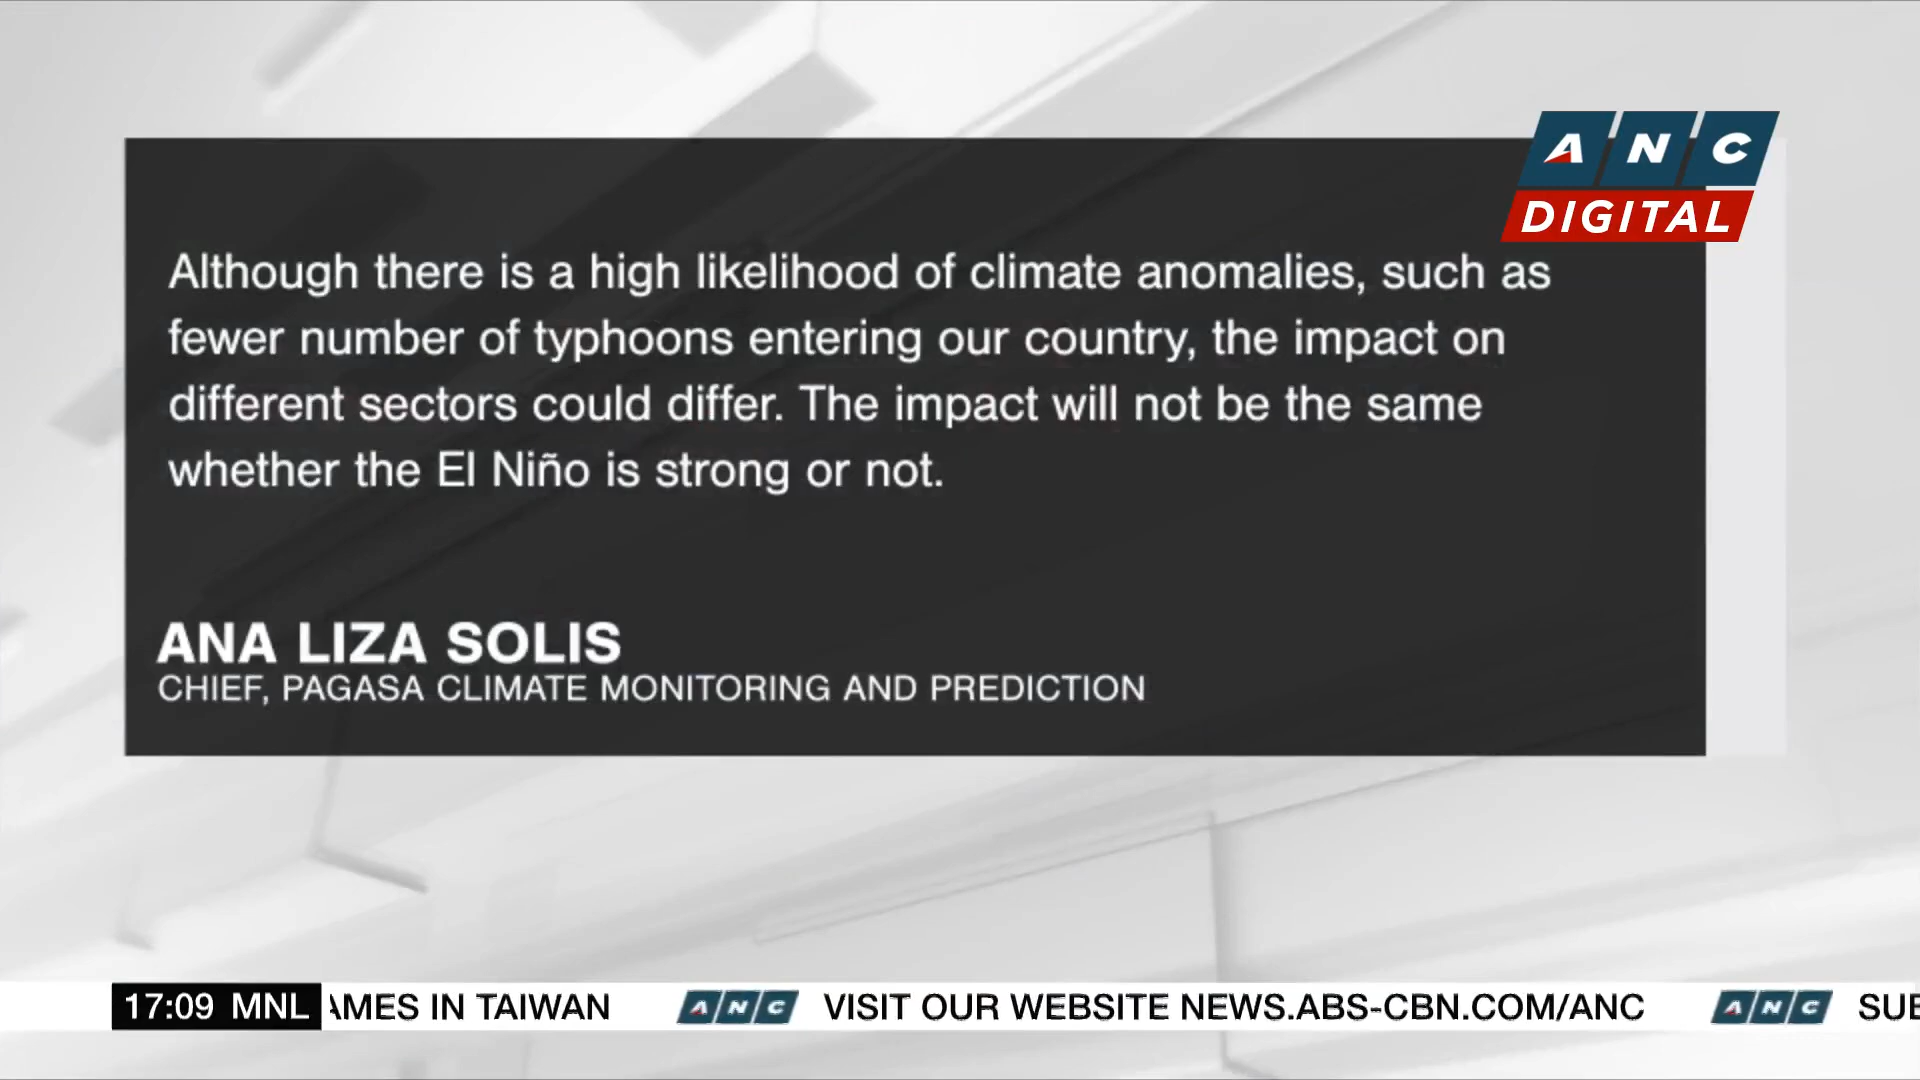 ANC
DIGITAL
Although there is a high likelihood of climate anomalies, such as
fewer number of typhoons entering our country, the impact on
different sectors could differ. The impact will not be the same
whether the El Niño is strong or not.
ANA LIZA SOLIS
CHIEF, PAGASA CLIMATE MONITORING AND PREDICTION
17:09 MNL IN TAIWAN ANC VISIT OUR WEBSITE NEWS.ABS-CBN.COM/ANC ANC